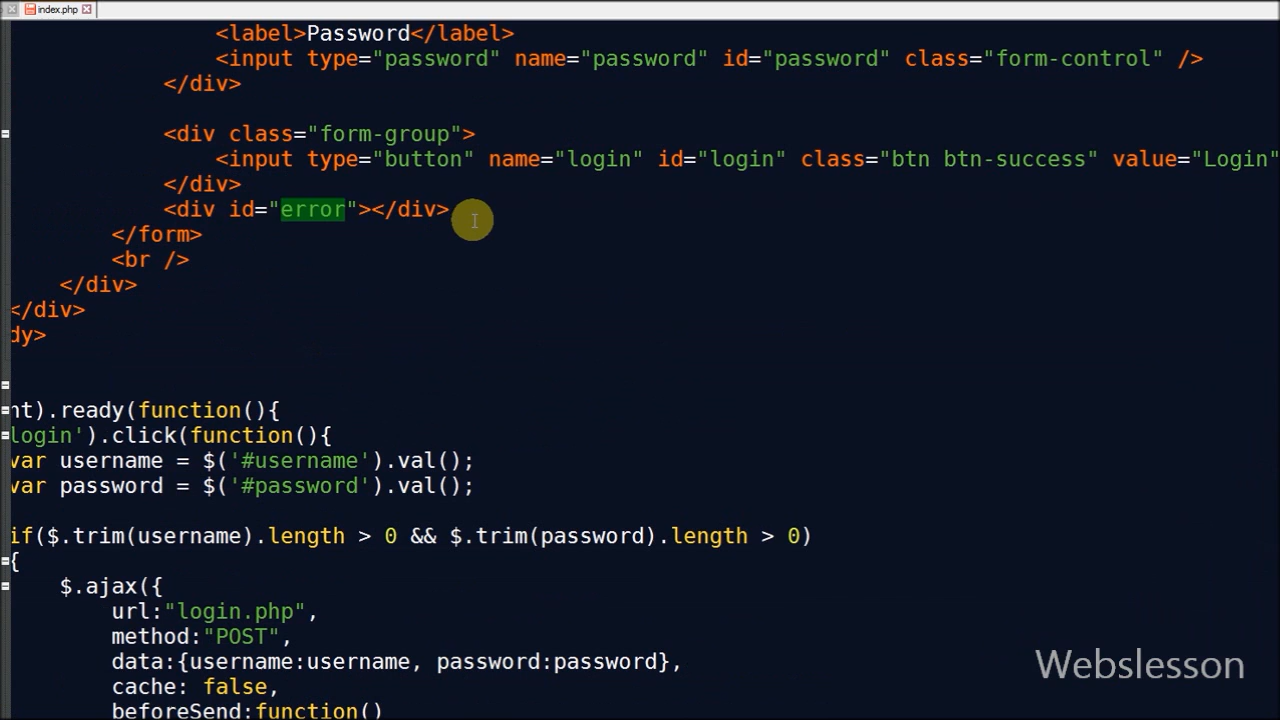 index.php
<label>Password</label>
<input type="password" name="password" id="password" class="form-control" />
</div>
<div class="form-group">
<input type="button" name="login" id="login" class="btn btn-success" value="Login"
</div>
<div id="error"></div>
</form>
<br />
</div>
</div>
dy>
nt).ready(function(){
login').click(function(){
var username = $('#username').val();
var password = $('#password').val();
if($.trim(username).length > 0 && $.trim(password).length > 0)
{
$.ajax({
url:"login.php",
method:"POST",
data:{username:username, password:password},
cache: false,
beforeSend:function()
Webslesson